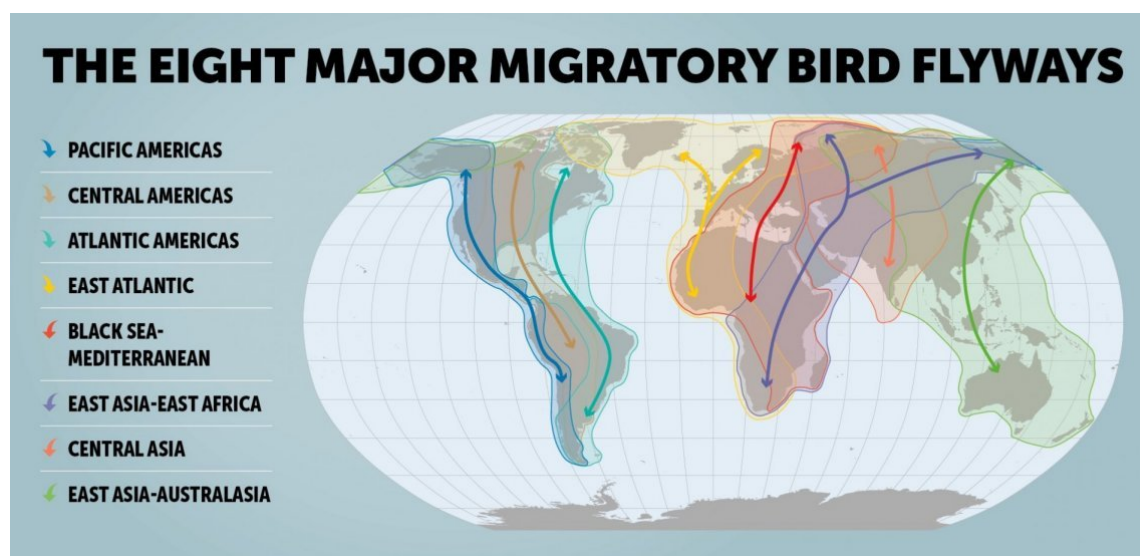 THE EIGHT MAJOR MIGRATORY BIRD FLYWAYS
PACIFIC AMERICAS
CENTRAL AMERICAS
ATLANTIC AMERICAS
EAST ATLANTIC
BLACK SEA-
MEDITERRANEAN
EAST ASIA-EAST AFRICA
CENTRAL ASIA
EAST ASIA-AUSTRALASIA